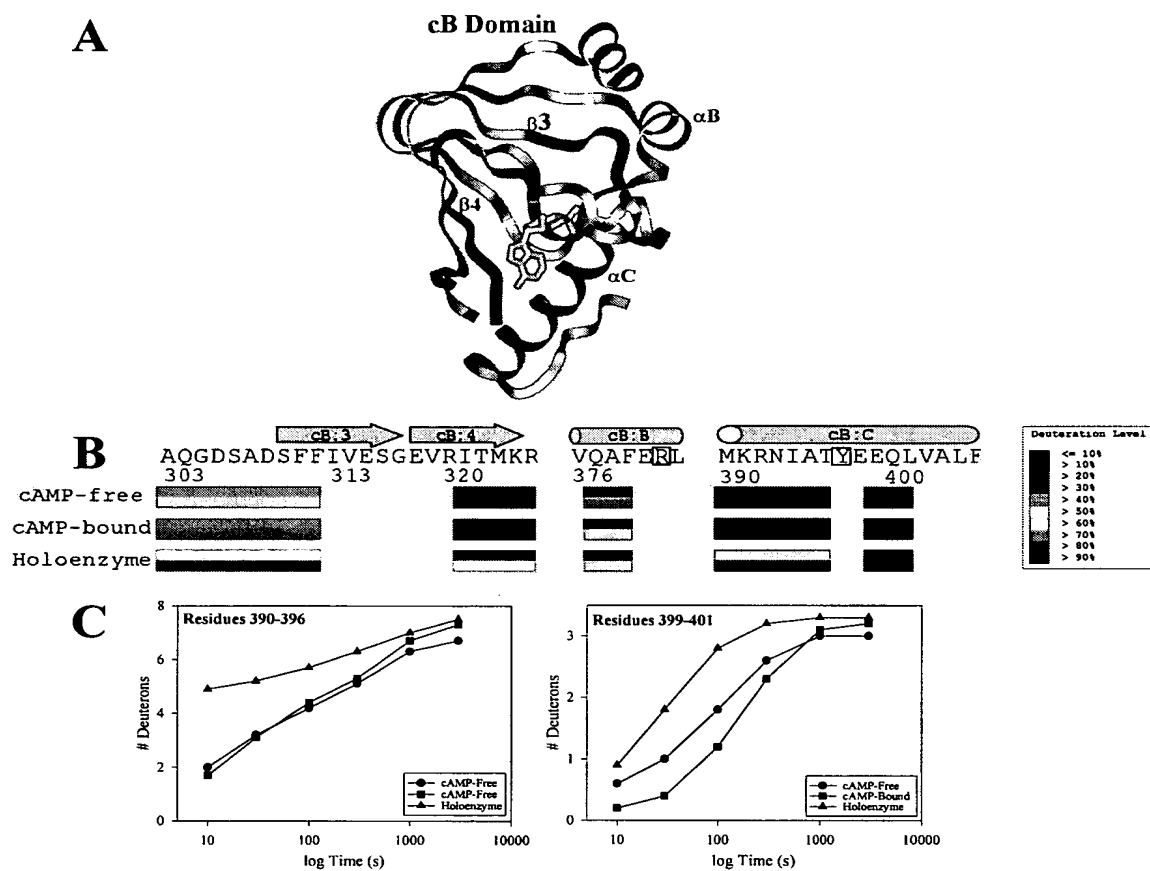 A
cB Domain
αB
β3
β4
αC
B
cB:3 cB:4 cB:B cB:C
AQGDSADSFFIVESGEVRITMKR VQAFERL MKRNIATYEEQLVALF
303 313 320 376 390 400
cAMP-free
cAMP-bound
Holoenzyme
Deuteration Level
<= 10%
> 10%
> 20%
> 30%
> 40%
> 50%
> 60%
> 70%
> 80%
> 90%
C
Residues 390-396
8
6
4
2
0
# Deuterons
10 100 1000 10000
log Time (s)
cAMP-Free
cAMP-Free
Holoenzyme
Residues 399-401
3
2
1
0
# Deuterons
10 100 1000 10000
log Time (s)
cAMP-Free
cAMP-Bound
Holoenzyme